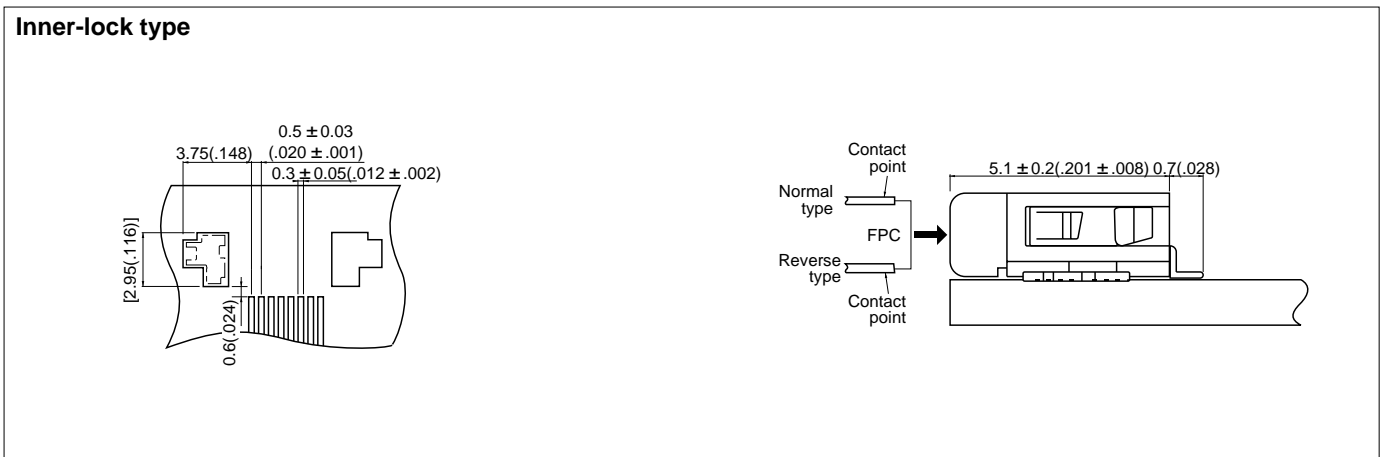 Inner-lock type
0.5 ± 0.03
3.75(.148)
(.020 ± .001)
0.3 ± 0.05(.012 ± .002)
[2.95(.116)]
0.6(.024)
Contact
point
5.1 ± 0.2(.201 ± .008)
0.7(.028)
Normal
type
FPC
Reverse
type
Contact
point